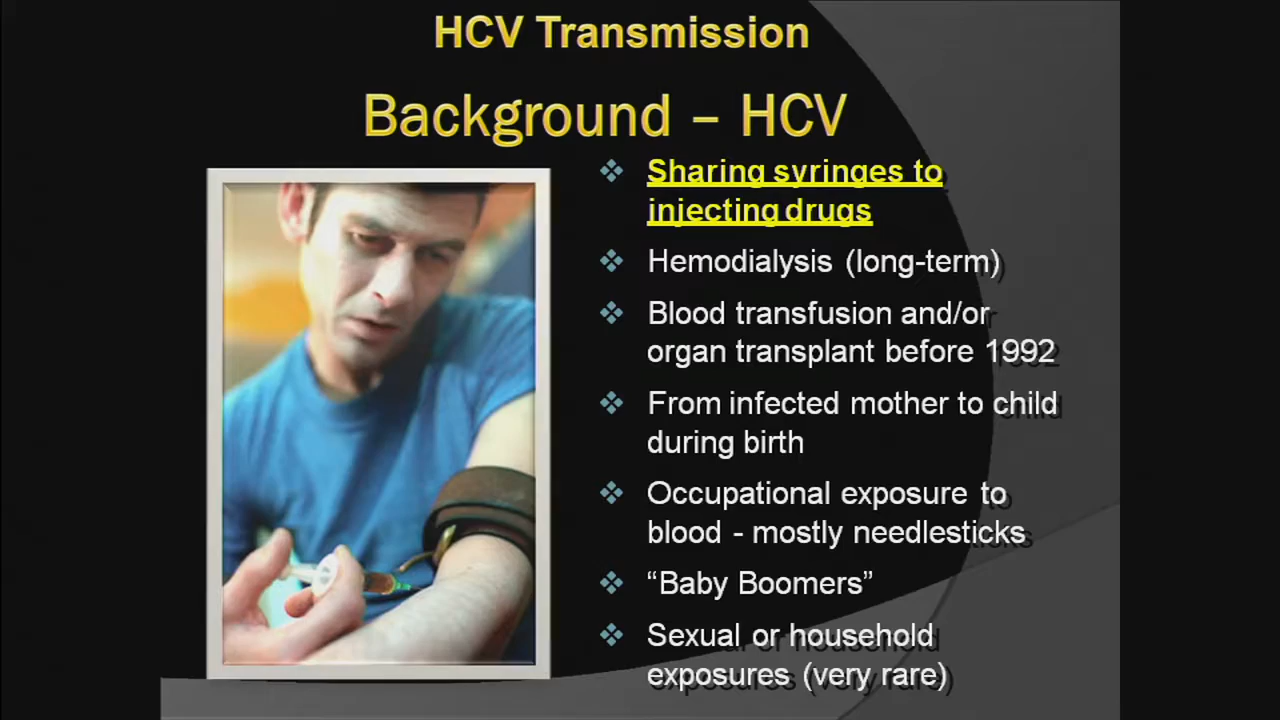 HCV Transmission
Background – HCV
Sharing syringes to
injecting drugs
Hemodialysis (long-term)
Blood transfusion and/or
organ transplant before 1992
From infected mother to child
during birth
Occupational exposure to
blood - mostly needlesticks
“Baby Boomers”
Sexual or household
exposures (very rare)